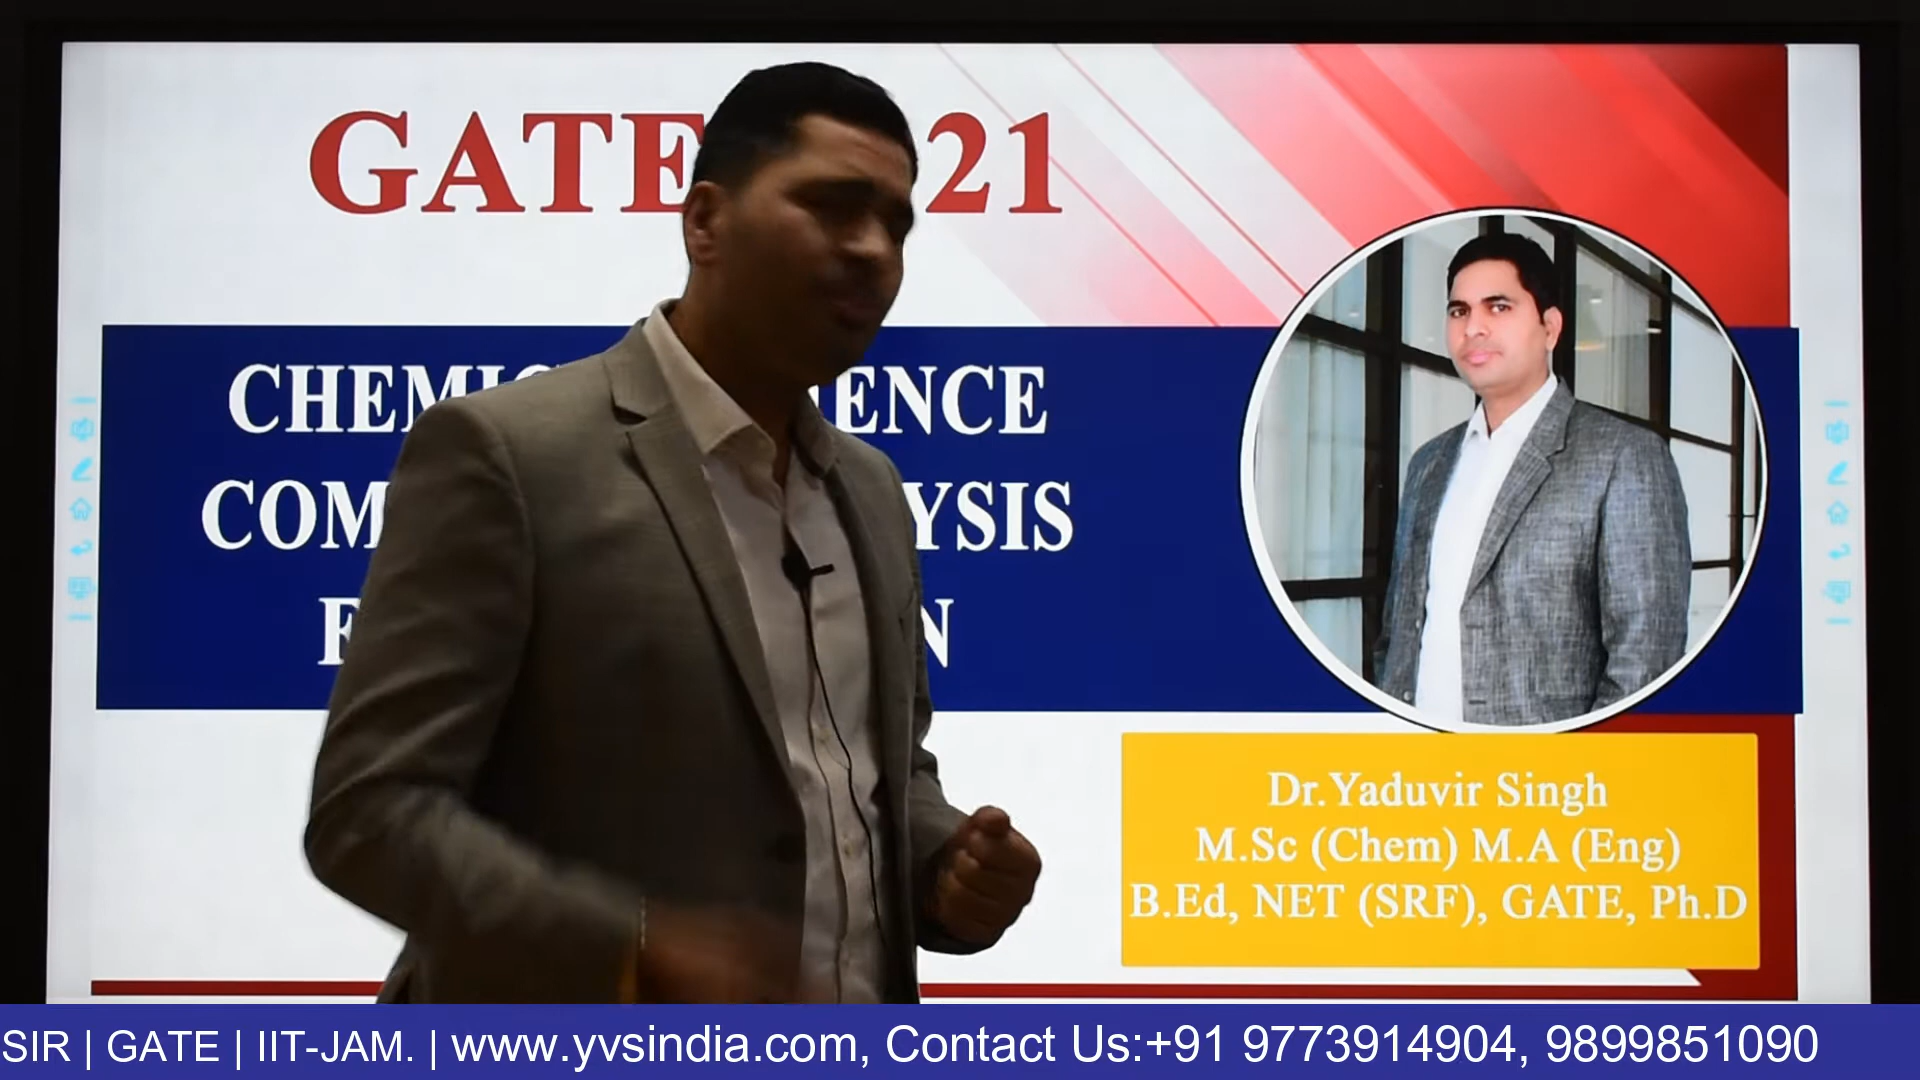 GATE 21
CHEMIC ENCE
COM YSIS
N
Dr.Yaduvir Singh
M.Sc (Chem) M.A (Eng)
B.Ed, NET (SRF), GATE, Ph.D
SIR | GATE | IIT-JAM. | www.yvsindia.com, Contact Us:+91 9773914904, 9899851090